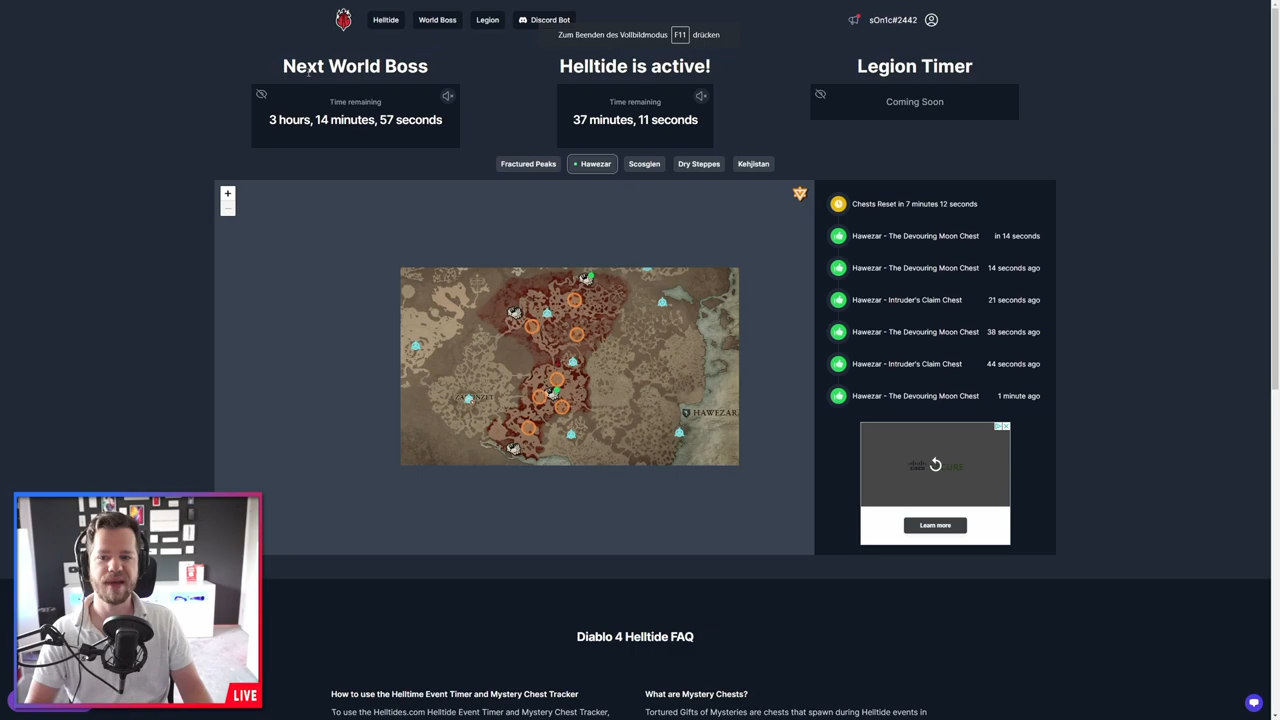 Helltide World Boss Legion Discord Bot sOn1c#2442
Zum Beenden des Vollbildmodus F11 drücken
Next World Boss
Time remaining
3 hours, 14 minutes, 57 seconds
Helltide is active!
Time remaining
37 minutes, 11 seconds
Legion Timer
Coming Soon
Fractured Peaks Hawezar Scosglen Dry Steppes Kehjistan
+
−
HAWEZAR
Chests Reset in 7 minutes 12 seconds
Hawezar - The Devouring Moon Chest in 14 seconds
Hawezar - The Devouring Moon Chest 14 seconds ago
Hawezar - Intruder's Claim Chest 21 seconds ago
Hawezar - The Devouring Moon Chest 38 seconds ago
Hawezar - Intruder's Claim Chest 44 seconds ago
Hawezar - The Devouring Moon Chest 1 minute ago
Learn more
LIVE
Diablo 4 Helltide FAQ
How to use the Helltime Event Timer and Mystery Chest Tracker
To use the Helltides.com Helltide Event Timer and Mystery Chest Tracker,
What are Mystery Chests?
Tortured Gifts of Mysteries are chests that spawn during Helltide events in